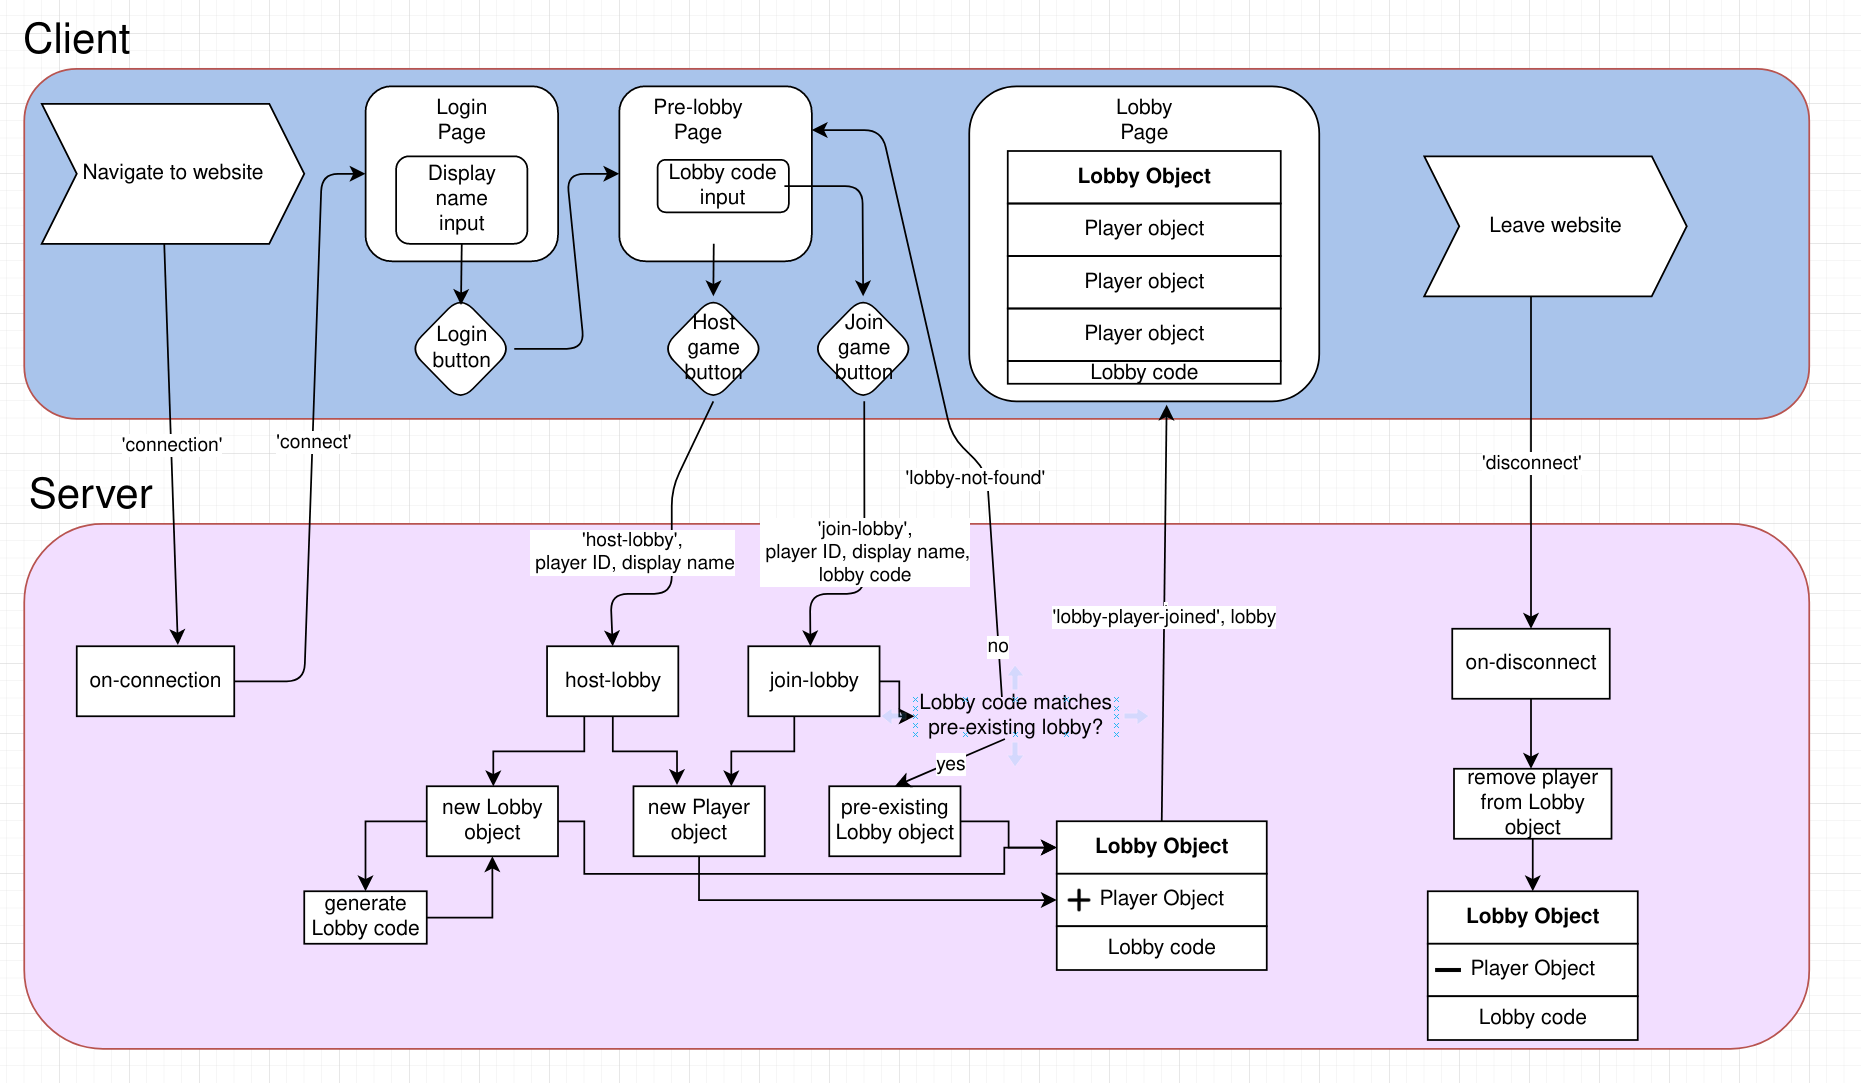 Client
Navigate to website
Login
Page
Display
name
input
Login
button
Pre-lobby
Page
Lobby code
input
Host
game
button
Join
game
button
Lobby
Page
Lobby Object
Player object
Player object
Player object
Lobby code
Leave website
'connection'
'connect'
'lobby-not-found'
'disconnect'
Server
'host-lobby',
player ID, display name
'join-lobby',
player ID, display name,
lobby code
'lobby-player-joined', lobby
no
on-connection
host-lobby
join-lobby
Lobby code matches
pre-existing lobby?
yes
on-disconnect
new Lobby
object
new Player
object
pre-existing
Lobby object
generate
Lobby code
Lobby Object
+ Player Object
Lobby code
remove player
from Lobby
object
Lobby Object
− Player Object
Lobby code